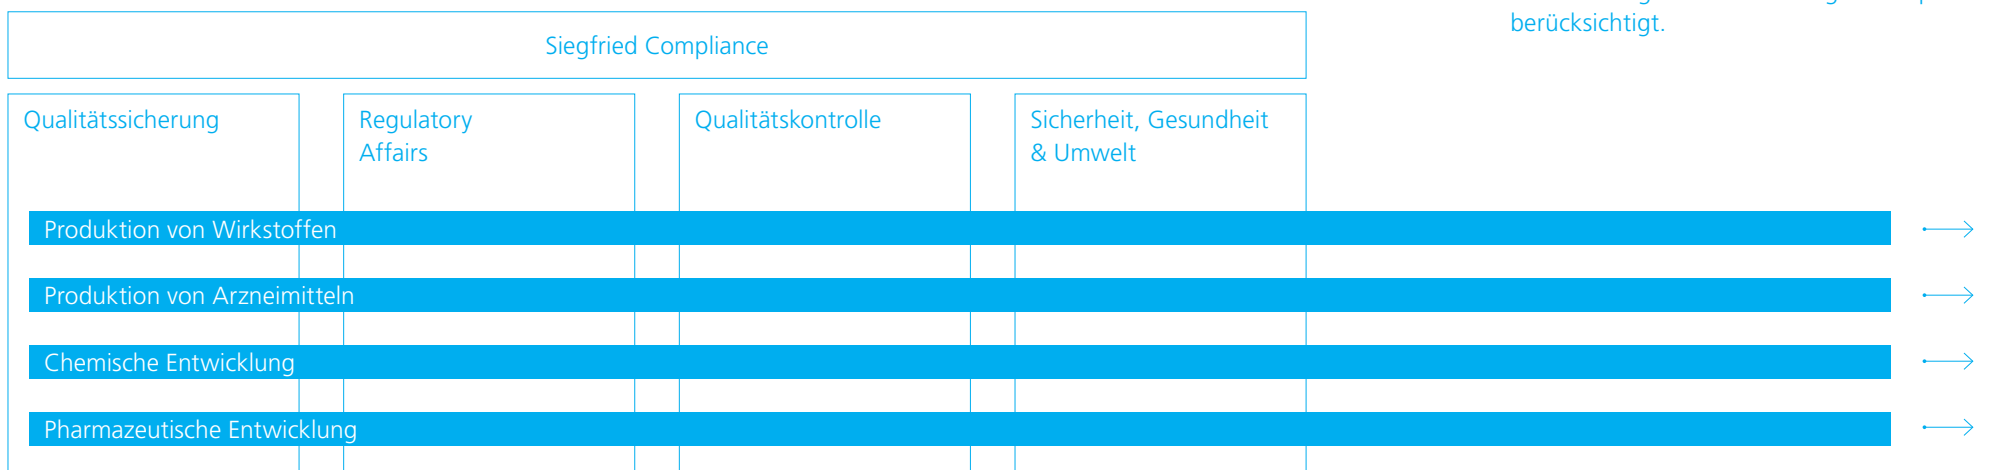 berücksichtigt.
Siegfried Compliance
Qualitätssicherung
Regulatory
Affairs
Qualitätskontrolle
Sicherheit, Gesundheit
& Umwelt
Produktion von Wirkstoffen
Produktion von Arzneimitteln
Chemische Entwicklung
Pharmazeutische Entwicklung